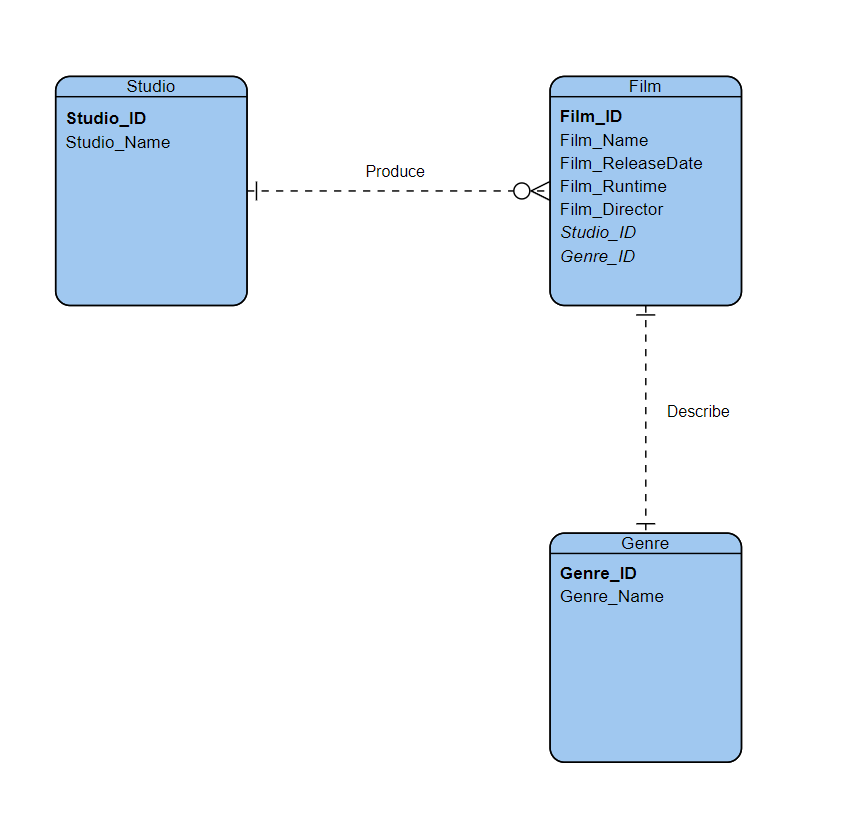 Studio
Studio_ID
Studio_Name
Produce
Film
Film_ID
Film_Name
Film_ReleaseDate
Film_Runtime
Film_Director
Studio_ID
Genre_ID
Describe
Genre
Genre_ID
Genre_Name